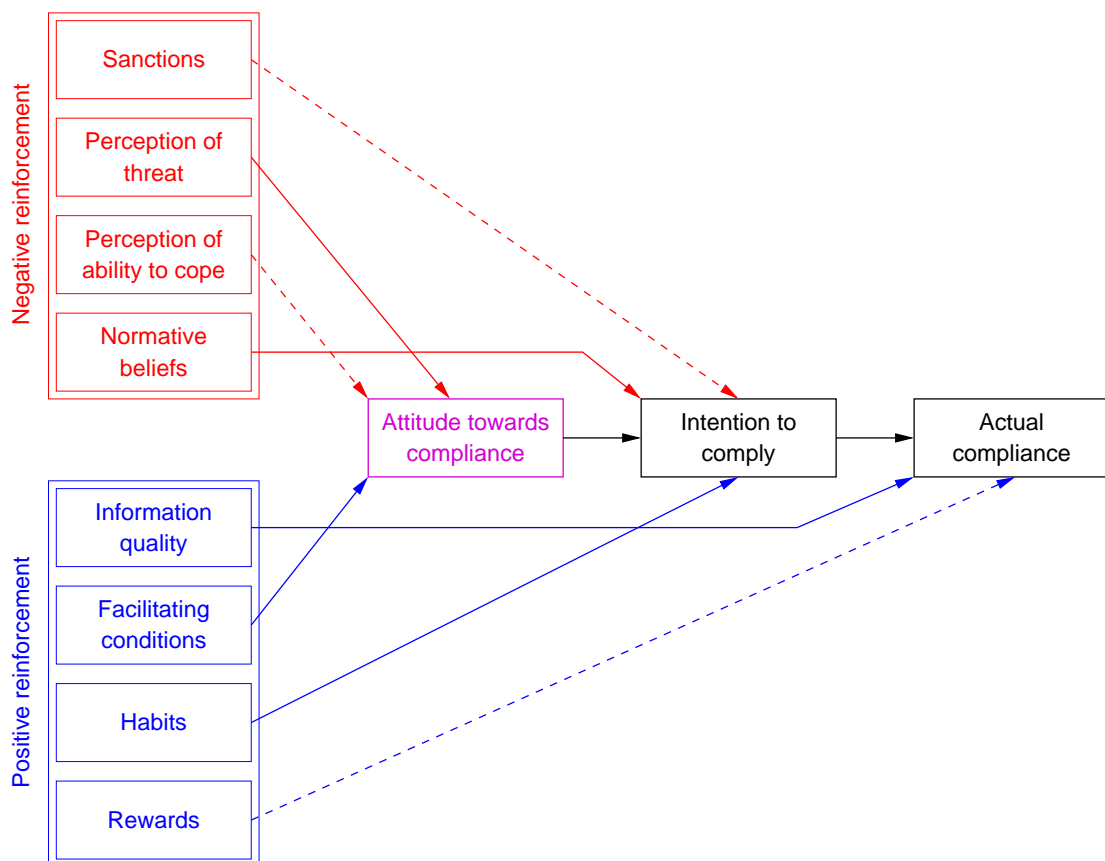 Negative reinforcement
Sanctions
Perception of
threat
Perception of
ability to cope
Normative
beliefs
Attitude towards
compliance
Intention to
comply
Actual
compliance
Positive reinforcement
Information
quality
Facilitating
conditions
Habits
Rewards